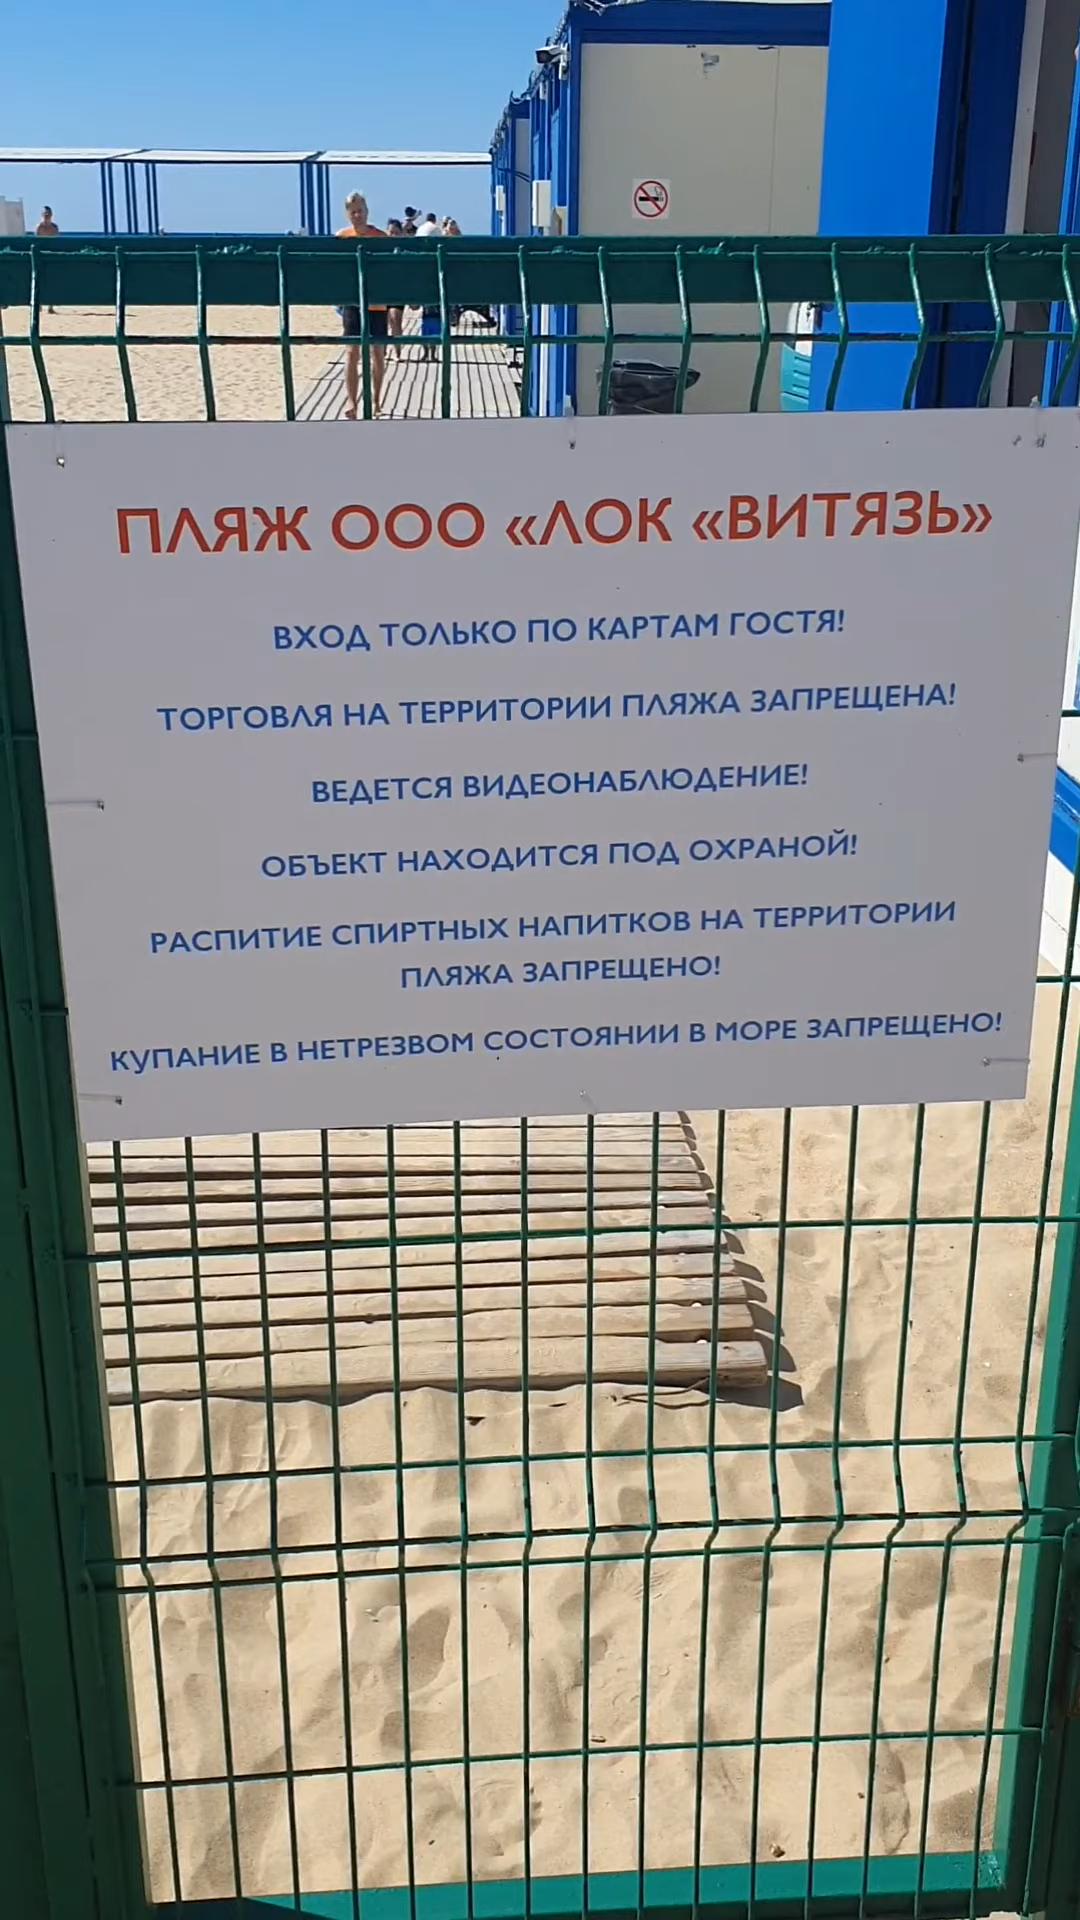 ПЛЯЖ ООО «ЛОК «ВИТЯЗЬ»
ВХОД ТОЛЬКО ПО КАРТАМ ГОСТЯ!
ТОРГОВЛЯ НА ТЕРРИТОРИИ ПЛЯЖА ЗАПРЕЩЕНА!
ВЕДЕТСЯ ВИДЕОНАБЛЮДЕНИЕ!
ОБЪЕКТ НАХОДИТСЯ ПОД ОХРАНОЙ!
РАСПИТИЕ СПИРТНЫХ НАПИТКОВ НА ТЕРРИТОРИИ
ПЛЯЖА ЗАПРЕЩЕНО!
КУПАНИЕ В НЕТРЕЗВОМ СОСТОЯНИИ В МОРЕ ЗАПРЕЩЕНО!